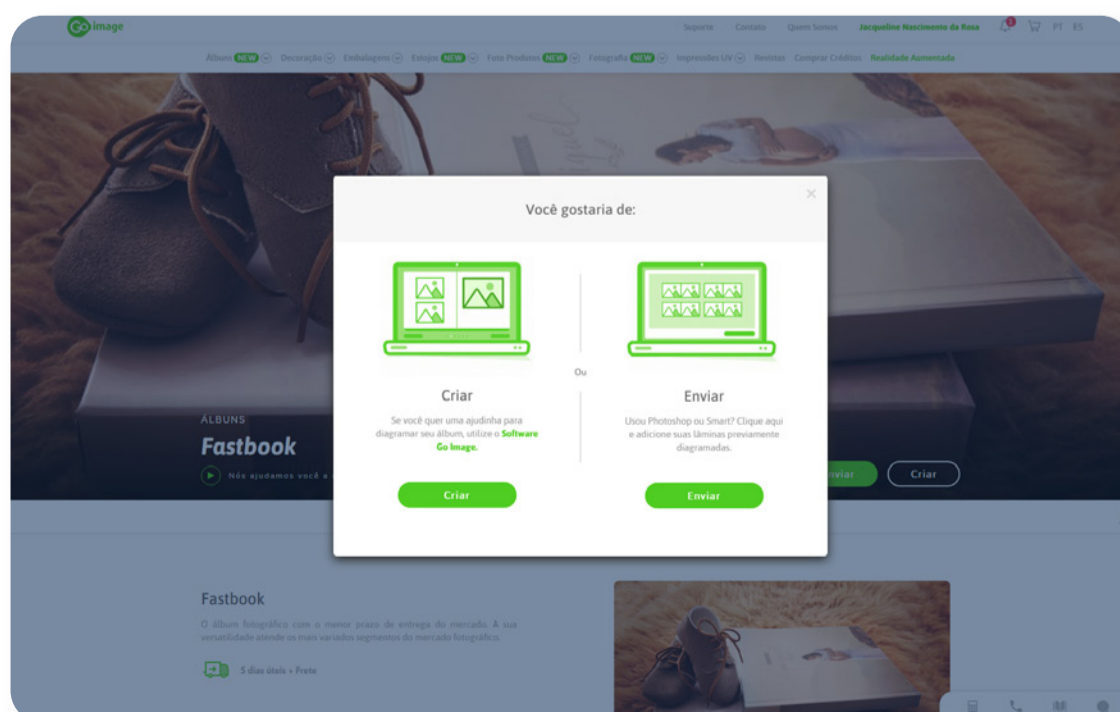 Go image
Suporte Contato Quem Somos Jacqueline Nascimento da Rosa 1 PT ES
Álbuns NEW Decoração Embalagem Estojos NEW Foto Produtos NEW Fotografia NEW Impressões UV Revistas Comprar Créditos Realidade Aumentada
Você gostaria de:
Ou
Criar
Se você quer uma ajudinha para
diagramar seu álbum, utilize o Software
Go Image.
Criar
Enviar
Usou Photoshop ou Smart? Clique aqui
e adicione suas lâminas previamente
diagramadas.
Enviar
ÁLBUNS
Fastbook
Nós ajudamos você a
Criar
Fastbook
O álbum fotográfico com o menor prazo de entrega do mercado. A sua
versatilidade atende os mais variados segmentos do mercado fotográfico.
5 dias úteis + Frete